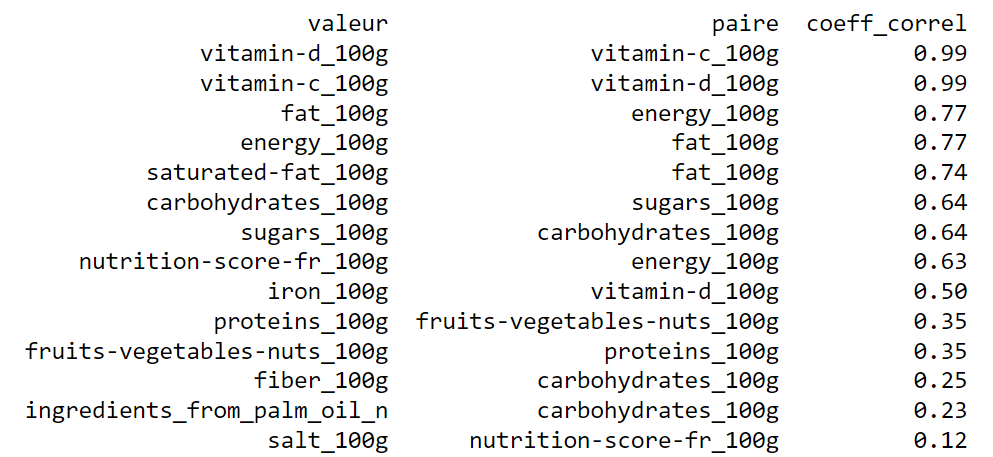 valeur paire coeff_correl
vitamin-d_100g vitamin-c_100g 0.99
vitamin-c_100g vitamin-d_100g 0.99
fat_100g energy_100g 0.77
energy_100g fat_100g 0.77
saturated-fat_100g fat_100g 0.74
carbohydrates_100g sugars_100g 0.64
sugars_100g carbohydrates_100g 0.64
nutrition-score-fr_100g energy_100g 0.63
iron_100g vitamin-d_100g 0.50
proteins_100g fruits-vegetables-nuts_100g 0.35
fruits-vegetables-nuts_100g proteins_100g 0.35
fiber_100g carbohydrates_100g 0.25
ingredients_from_palm_oil_n carbohydrates_100g 0.23
salt_100g nutrition-score-fr_100g 0.12